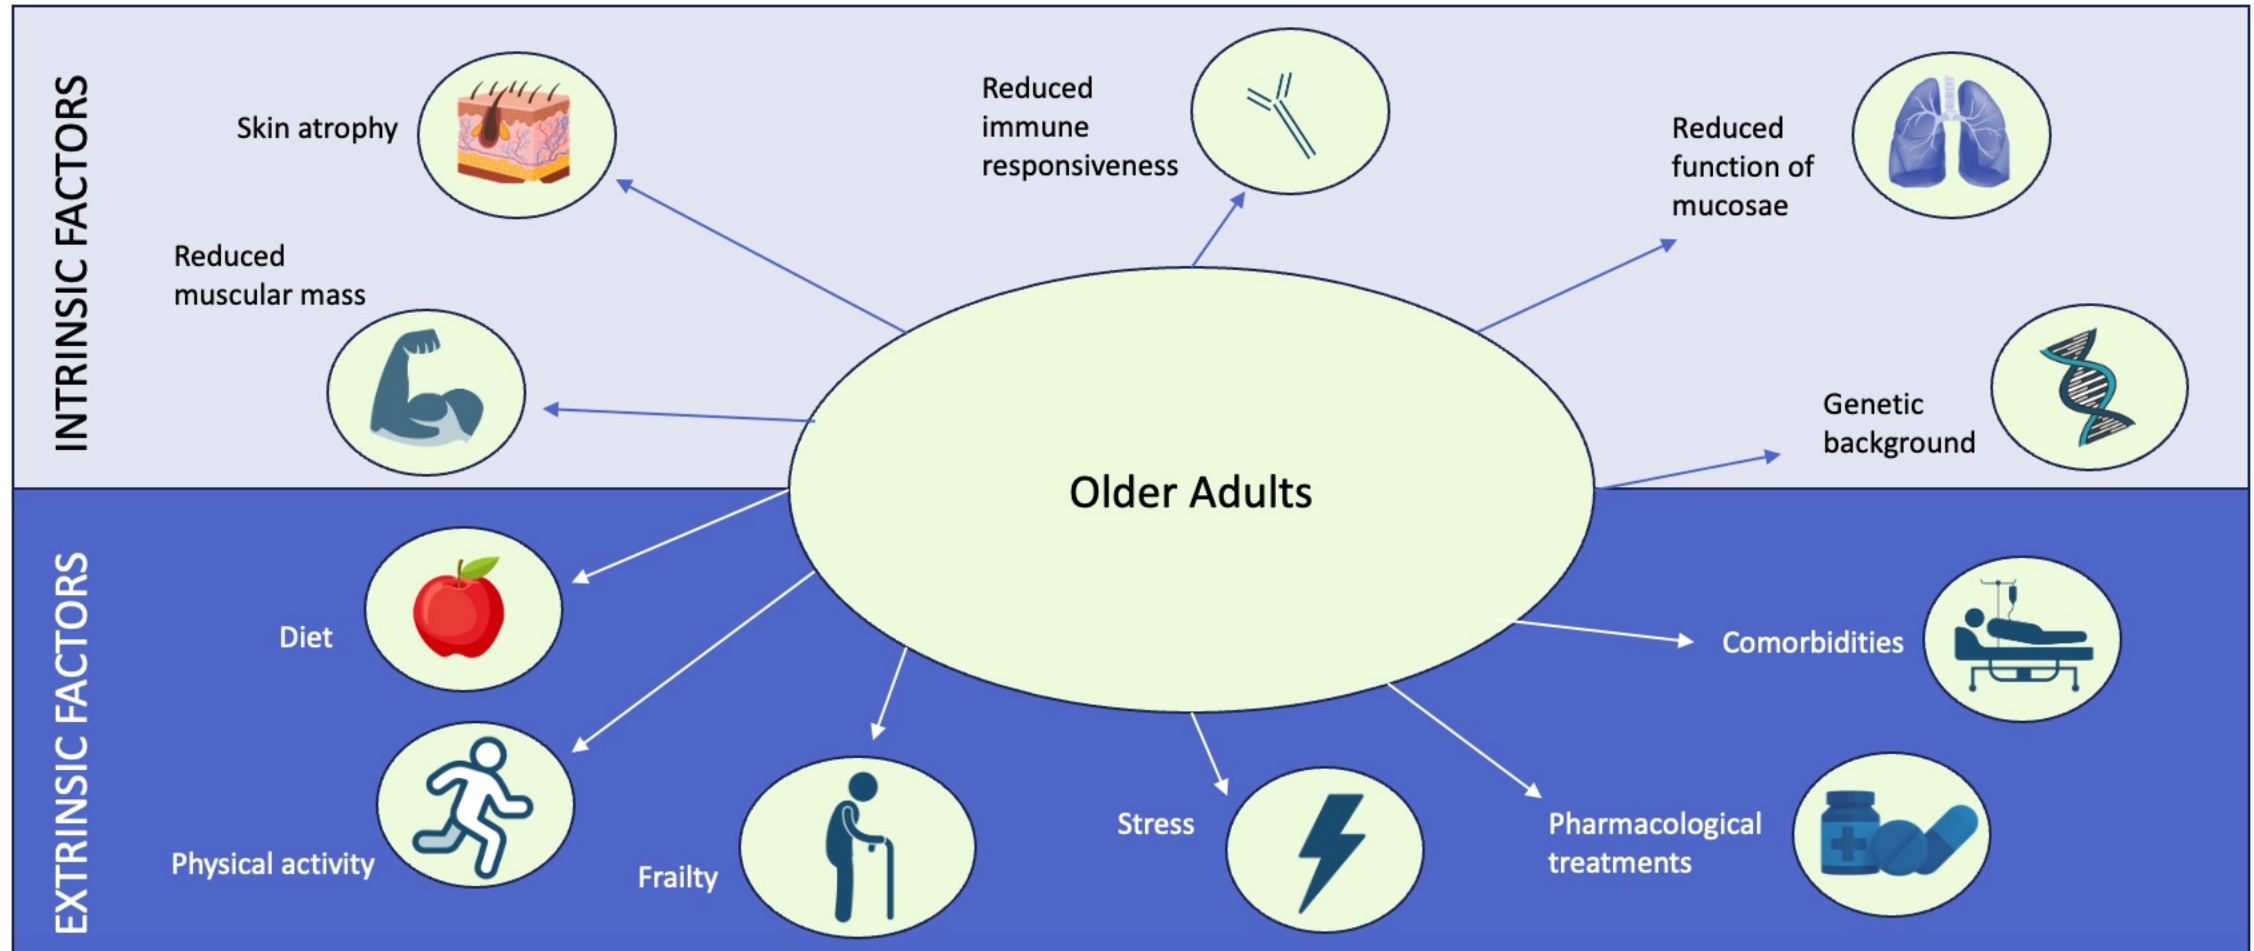 INTRINSIC FACTORS
Skin atrophy
Reduced
immune
responsiveness
Reduced
function of
mucosae
Reduced
muscular mass
Genetic
background
Older Adults
EXTRINSIC FACTORS
Diet
Comorbidities
Physical activity
Frailty
Stress
Pharmacological
treatments